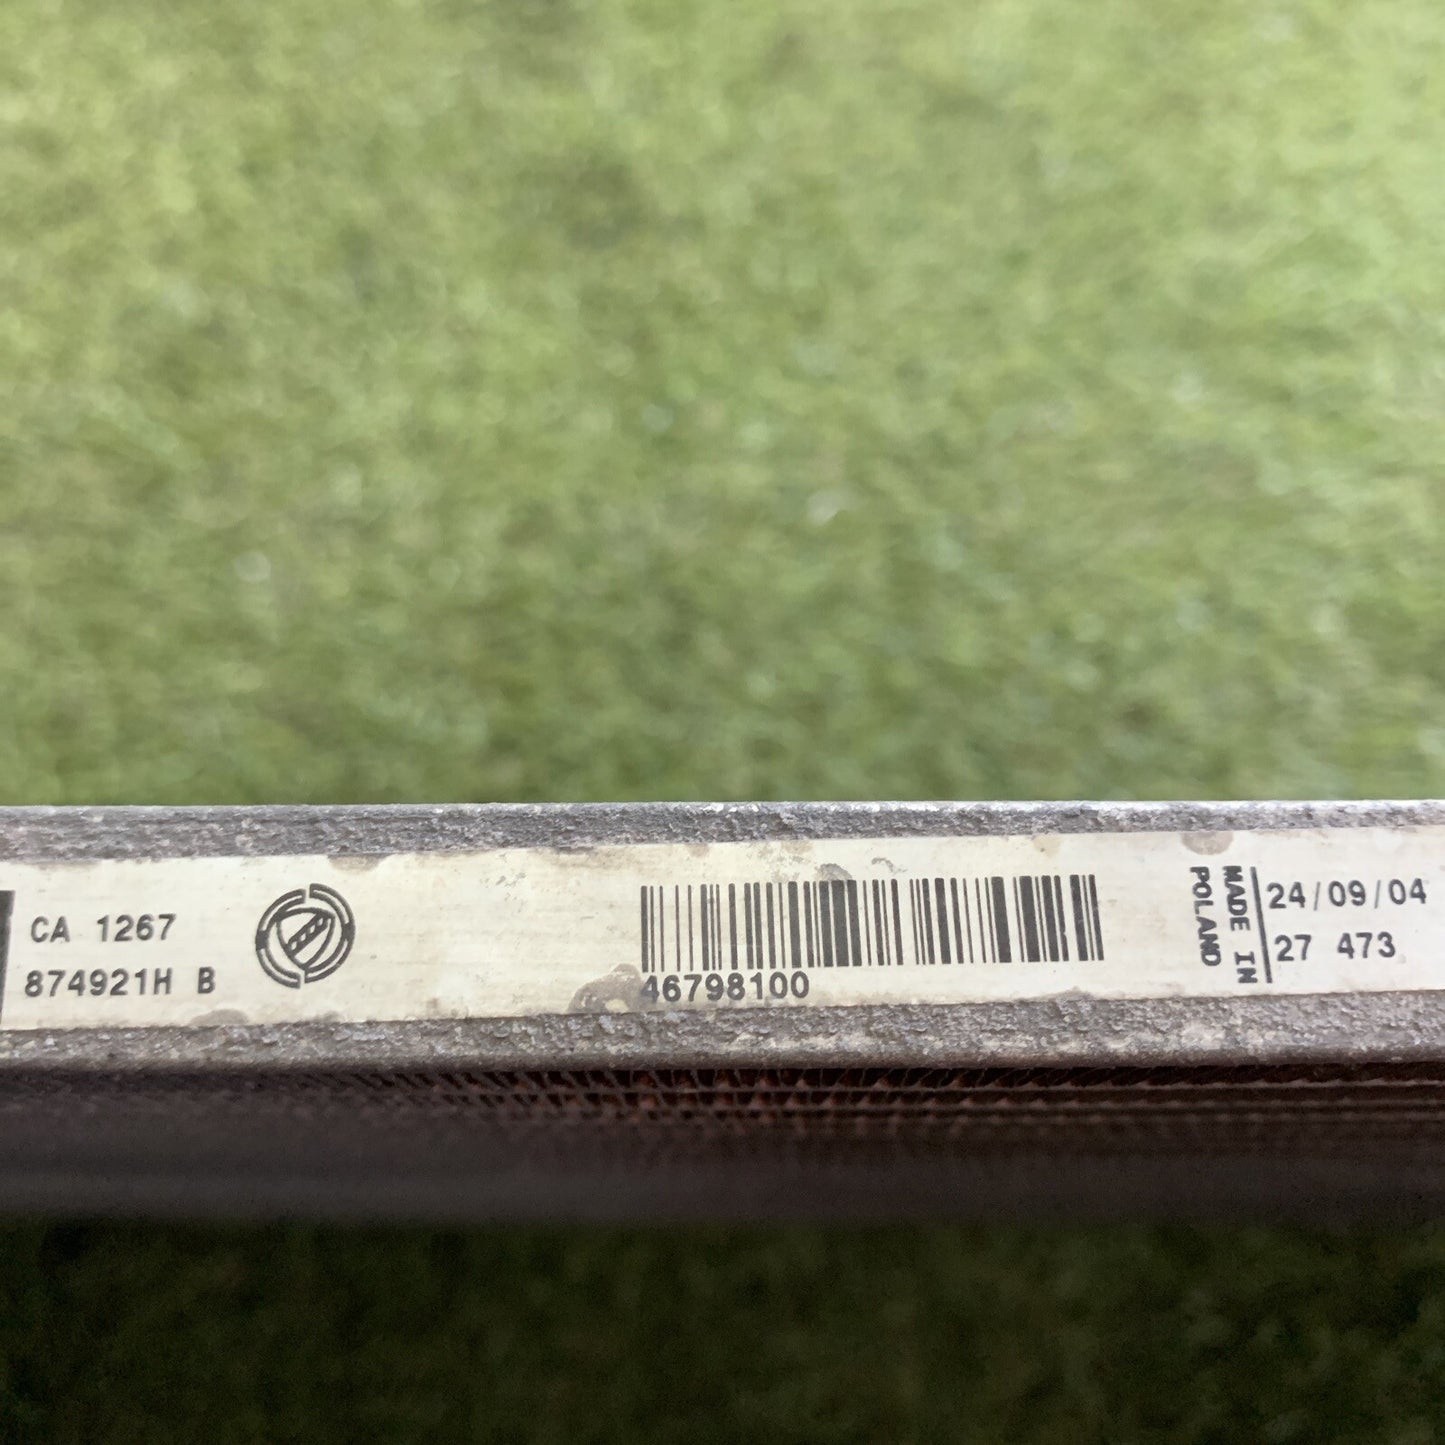 CA 1267
874921H B
46798100
MADE IN
POLAND
24/09/04
27 473